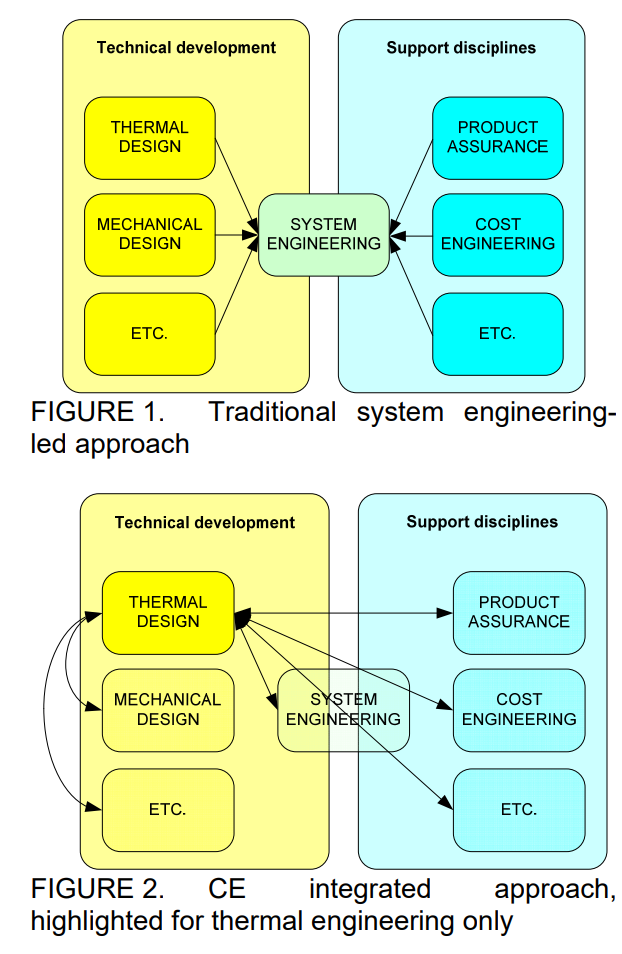 Technical development
Support disciplines
THERMAL
DESIGN
PRODUCT
ASSURANCE
MECHANICAL
DESIGN
SYSTEM
ENGINEERING
COST
ENGINEERING
ETC.
ETC.
FIGURE 1. Traditional system engineering-
led approach
Technical development
Support disciplines
THERMAL
DESIGN
PRODUCT
ASSURANCE
MECHANICAL
DESIGN
SYSTEM
ENGINEERING
COST
ENGINEERING
ETC.
ETC.
FIGURE 2. CE integrated approach,
highlighted for thermal engineering only